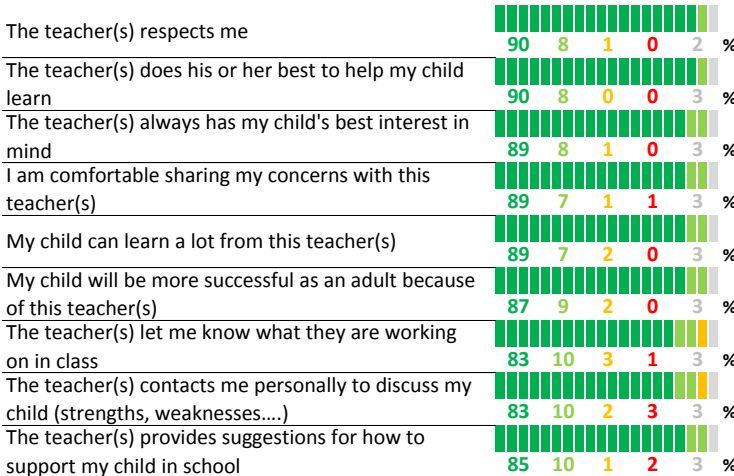 The teacher(s) respects me
90 8 1 0 2 %
The teacher(s) does his or her best to help my child
learn
90 8 0 0 3 %
The teacher(s) always has my child's best interest in
mind
89 8 1 0 3 %
I am comfortable sharing my concerns with this
teacher(s)
89 7 1 1 3 %
My child can learn a lot from this teacher(s)
89 7 2 0 3 %
My child will be more successful as an adult because
of this teacher(s)
87 9 2 0 3 %
The teacher(s) let me know what they are working
on in class
83 10 3 1 3 %
The teacher(s) contacts me personally to discuss my
child (strengths, weaknesses....)
83 10 2 3 3 %
The teacher(s) provides suggestions for how to
support my child in school
85 10 1 2 3 %